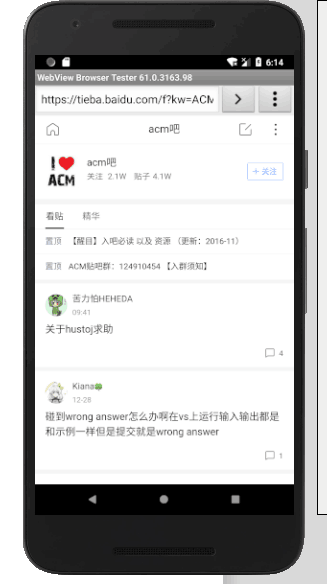 6:14
WebView Browser Tester 61.0.3163.98
https://tieba.baidu.com/f?kw=ACM
acm吧
I ACM
acm吧
关注 2.1W 贴子 4.1W
+ 关注
看贴 精华
置顶 【醒目】入吧必读 以及 资源 （更新：2016-11）
置顶 ACM贴吧群：124910454 【入群须知】
苦力怕HEHEDA
09:41
关于hustoj求助
4
Kiana
12-28
碰到wrong answer怎么办啊在vs上运行输入输出都是
和示例一样但是提交就是wrong answer
1